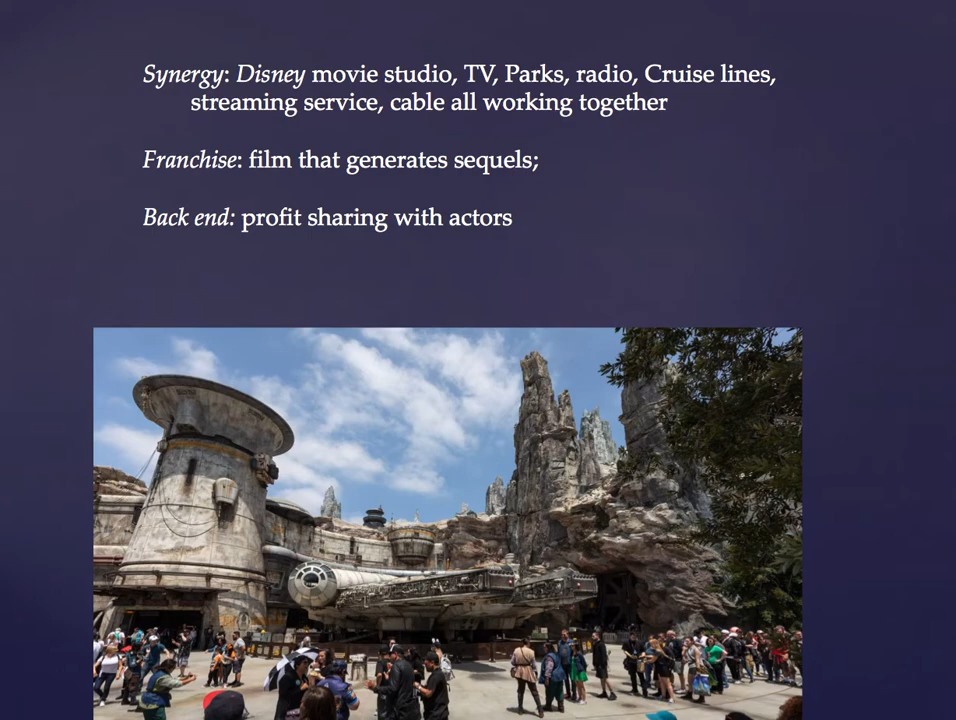 Synergy: Disney movie studio, TV, Parks, radio, Cruise lines,
streaming service, cable all working together
Franchise: film that generates sequels;
Back end: profit sharing with actors